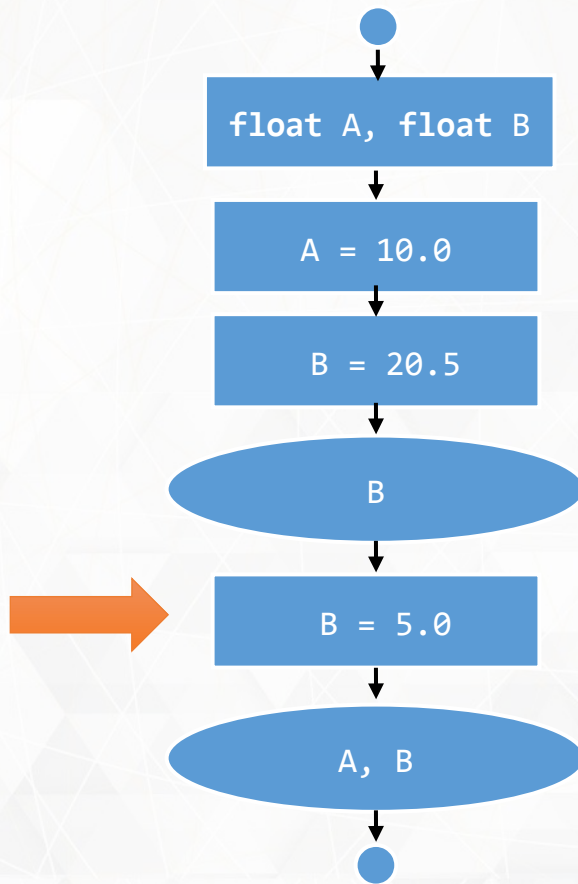 float A, float B
A = 10.0
B = 20.5
B
B = 5.0
A, B